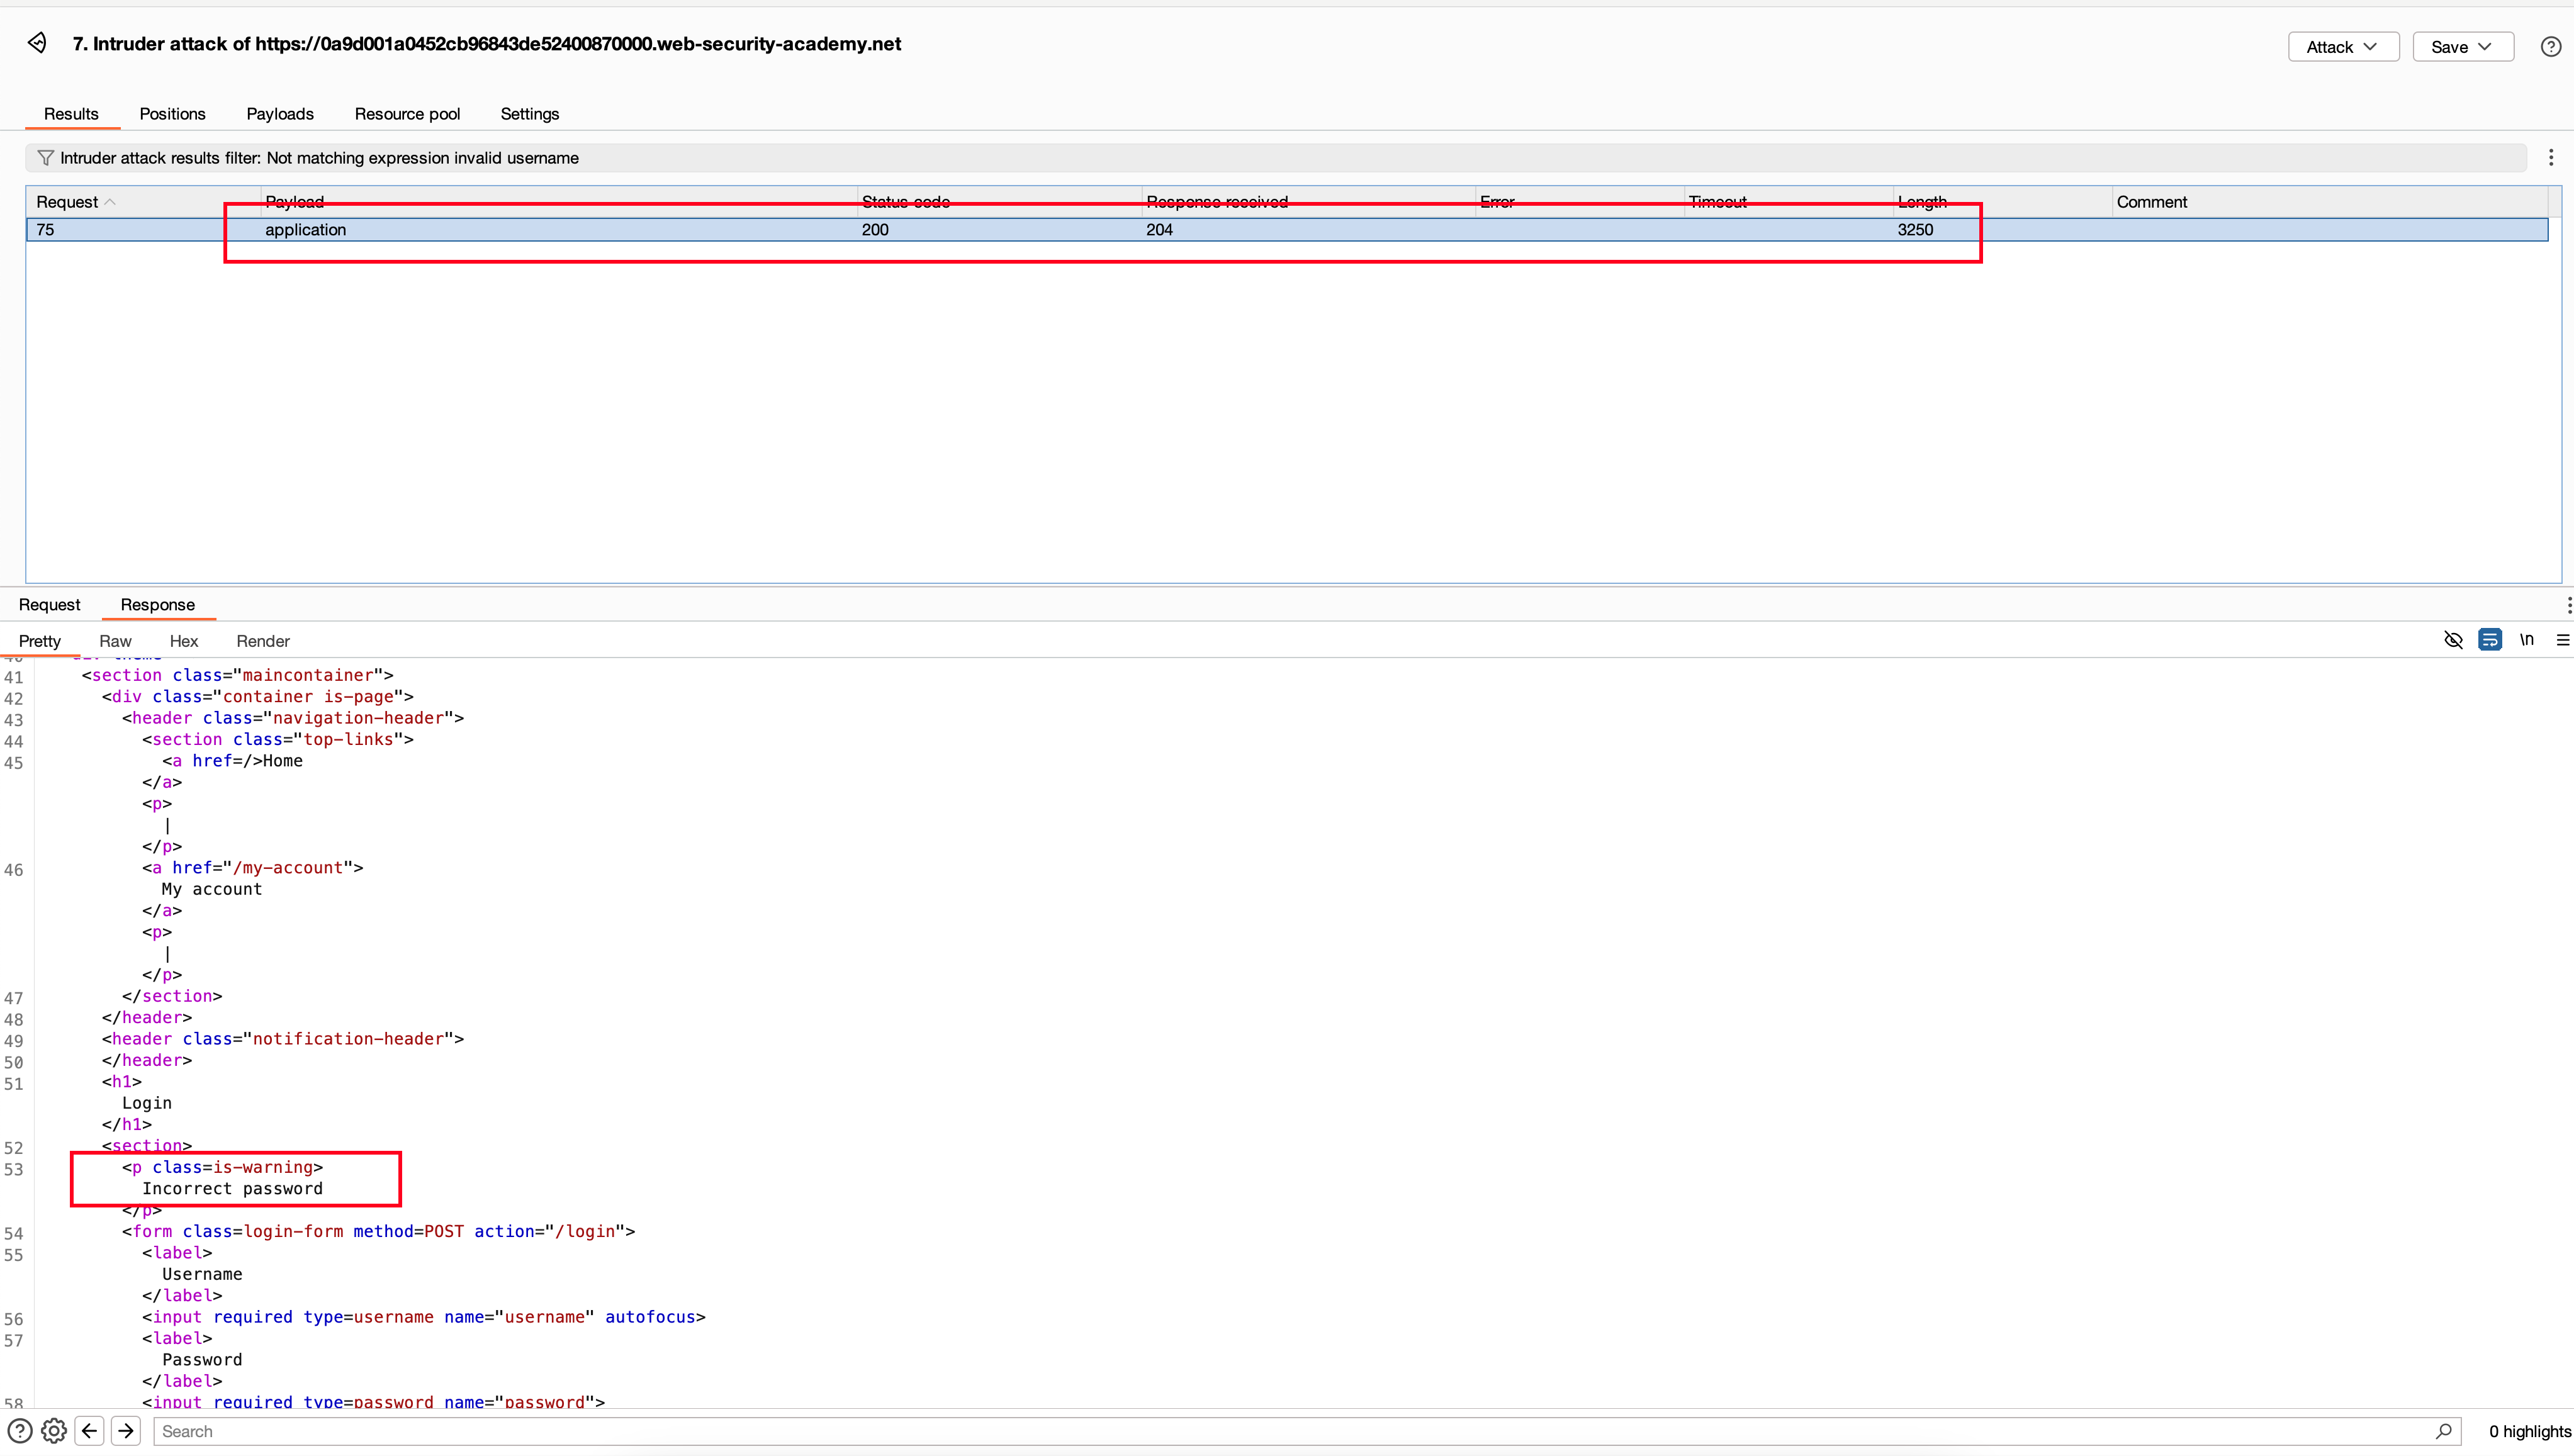 7. Intruder attack of https://0a9d001a0452cb96843de52400870000.web-security-academy.net
Attack
Save
Results Positions Payloads Resource pool Settings
Intruder attack results filter: Not matching expression invalid username
Request Payload Status code Response received Error Timeout Length Comment
75 application 200 204 3250
Request Response
Pretty Raw Hex Render
\n
41 <section class="maincontainer">
42 <div class="container is-page">
43 <header class="navigation-header">
44 <section class="top-links">
45 <a href=/>Home
</a>
<p>
|
</p>
46 <a href="/my-account">
My account
</a>
<p>
|
</p>
47 </section>
48 </header>
49 <header class="notification-header">
50 </header>
51 <h1>
Login
</h1>
52 <section>
53 <p class=is-warning>
Incorrect password
</p>
54 <form class=login-form method=POST action="/login">
55 <label>
Username
</label>
56 <input required type=username name="username" autofocus>
57 <label>
Password
</label>
58 <input required type=password name="password">
Search
0 highlights